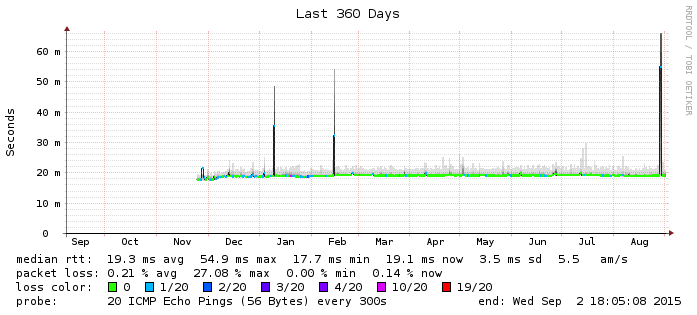 Last 360 Days
RRDTOOL / TOBI OETIKER
Seconds
60 m
50 m
40 m
30 m
20 m
10 m
0
Sep Oct Nov Dec Jan Feb Mar Apr May Jun Jul Aug
median rtt: 19.3 ms avg 54.9 ms max 17.7 ms min 19.1 ms now 3.5 ms sd 5.5 am/s
packet loss: 0.21 % avg 27.08 % max 0.00 % min 0.14 % now
loss color: 0 1/20 2/20 3/20 4/20 10/20 19/20
probe: 20 ICMP Echo Pings (56 Bytes) every 300s end: Wed Sep 2 18:05:08 2015